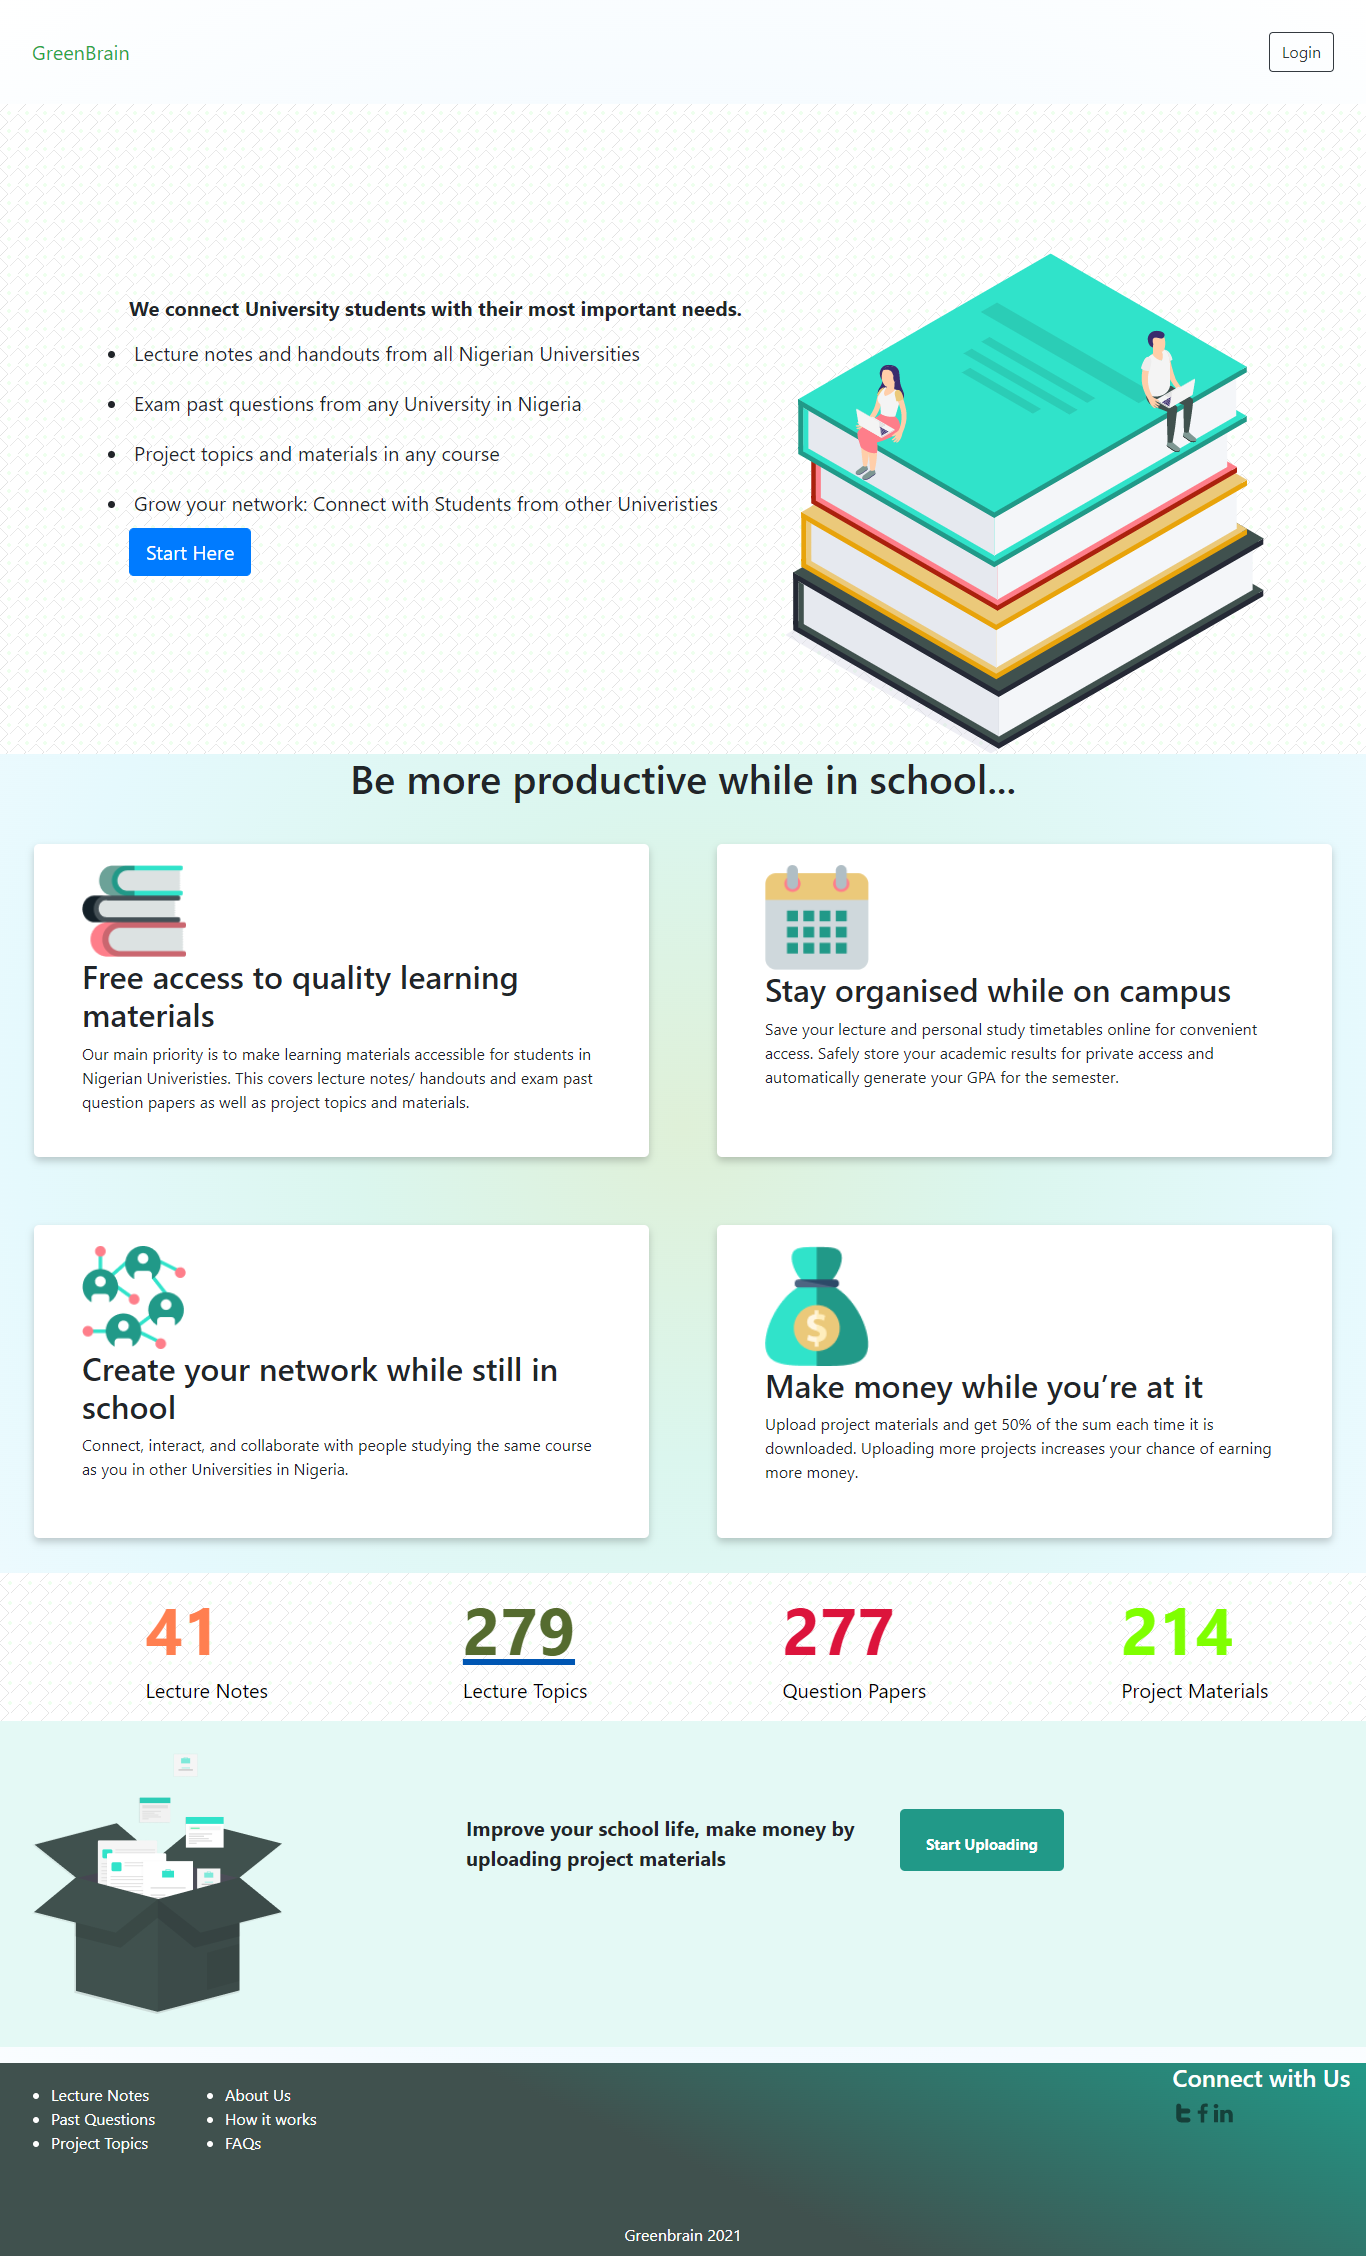 GreenBrain
Login
We connect University students with their most important needs.
Lecture notes and handouts from all Nigerian Universities
Exam past questions from any University in Nigeria
Project topics and materials in any course
Grow your network: Connect with Students from other Univeristies
Start Here
Be more productive while in school...
Free access to quality learning
materials
Our main priority is to make learning materials accessible for students in
Nigerian Univeristies. This covers lecture notes/ handouts and exam past
question papers as well as project topics and materials.
Stay organised while on campus
Save your lecture and personal study timetables online for convenient
access. Safely store your academic results for private access and
automatically generate your GPA for the semester.
Create your network while still in
school
Connect, interact, and collaborate with people studying the same course
as you in other Universities in Nigeria.
$
Make money while you’re at it
Upload project materials and get 50% of the sum each time it is
downloaded. Uploading more projects increases your chance of earning
more money.
41
Lecture Notes
279
Lecture Topics
277
Question Papers
214
Project Materials
Improve your school life, make money by
uploading project materials
Start Uploading
Lecture Notes
Past Questions
Project Topics
About Us
How it works
FAQs
Connect with Us
Greenbrain 2021